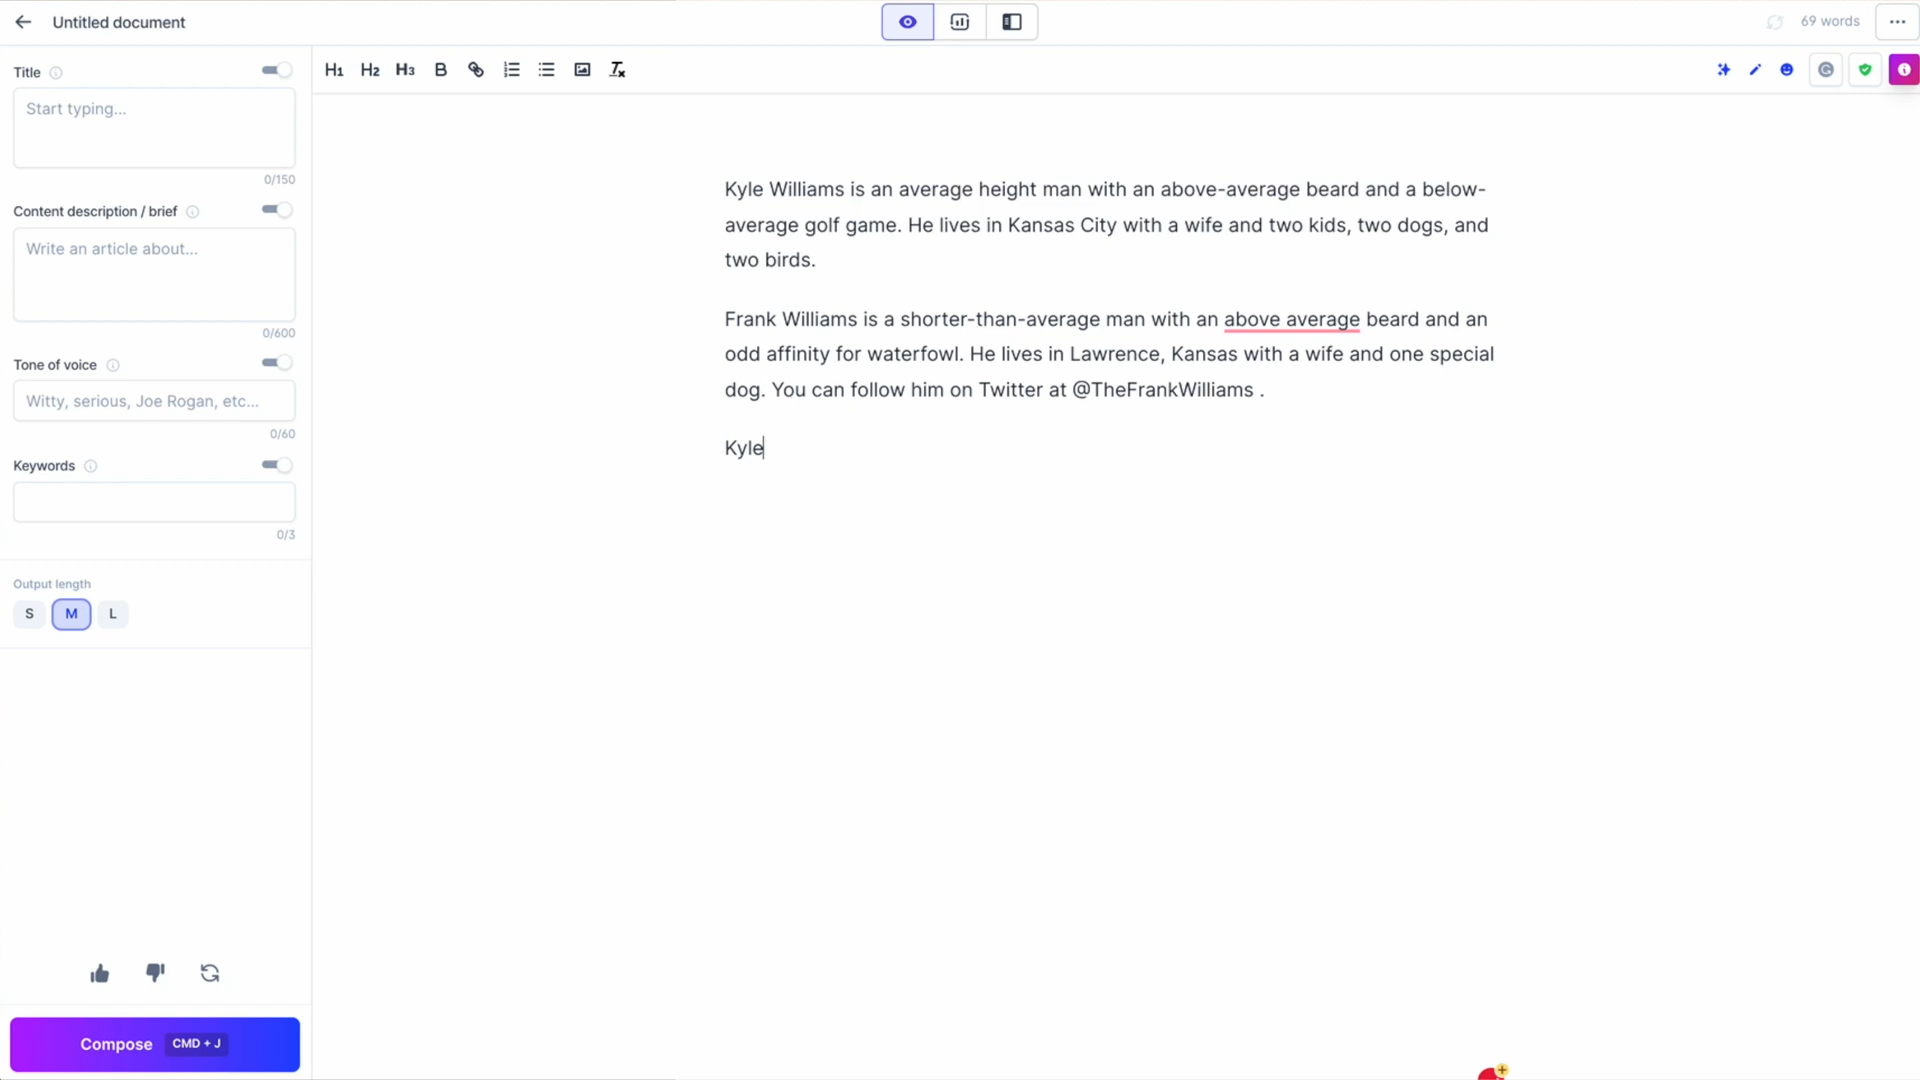 Untitled document
69 words
Title
Start typing...
0/150
Content description / brief
Write an article about...
0/600
Tone of voice
Witty, serious, Joe Rogan, etc...
0/60
Keywords
0/3
Output length
S M L
Compose CMD + J
H1 H2 H3 B
Kyle Williams is an average height man with an above-average beard and a below-
average golf game. He lives in Kansas City with a wife and two kids, two dogs, and
two birds.
Frank Williams is a shorter-than-average man with an above average beard and an
odd affinity for waterfowl. He lives in Lawrence, Kansas with a wife and one special
dog. You can follow him on Twitter at @TheFrankWilliams .
Kyle